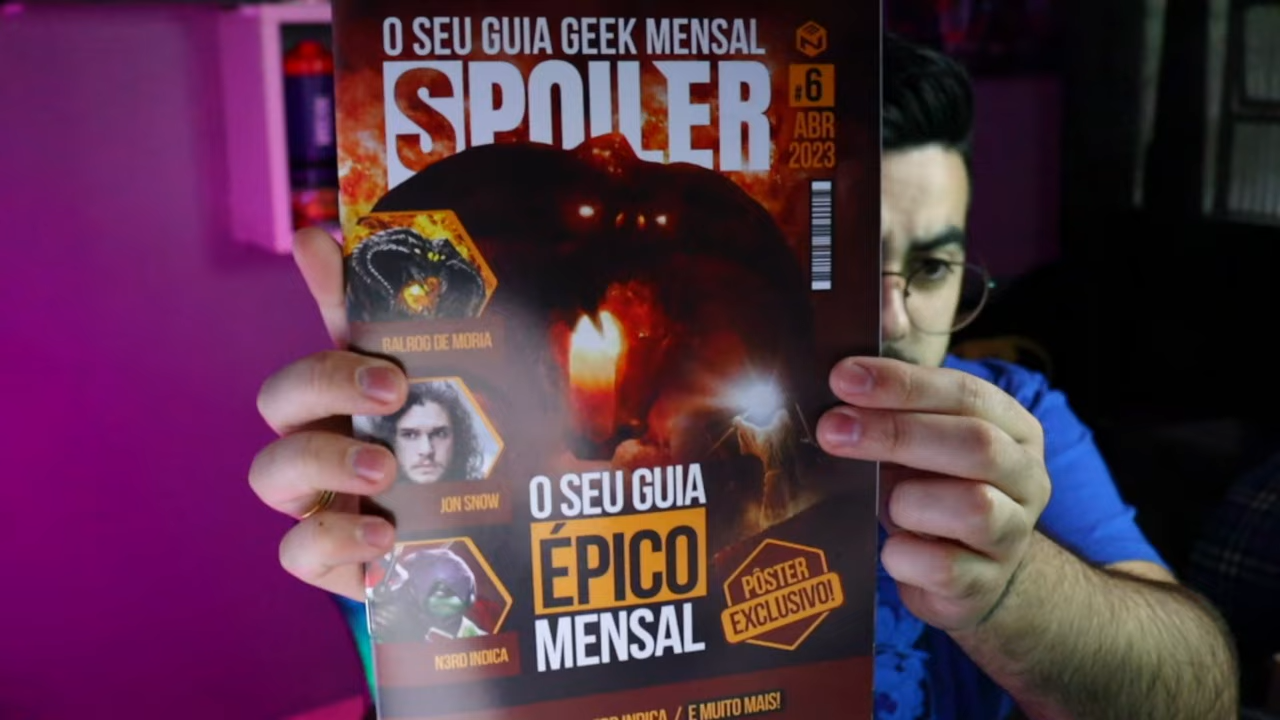 O SEU GUIA GEEK MENSAL
SPOILER
#6
ABR
2023
BALROG DE MORIA
JON SNOW
N3RD INDICA
O SEU GUIA
ÉPICO
MENSAL
PÔSTER
EXCLUSIVO!
INDICA / E MUITO MAIS!